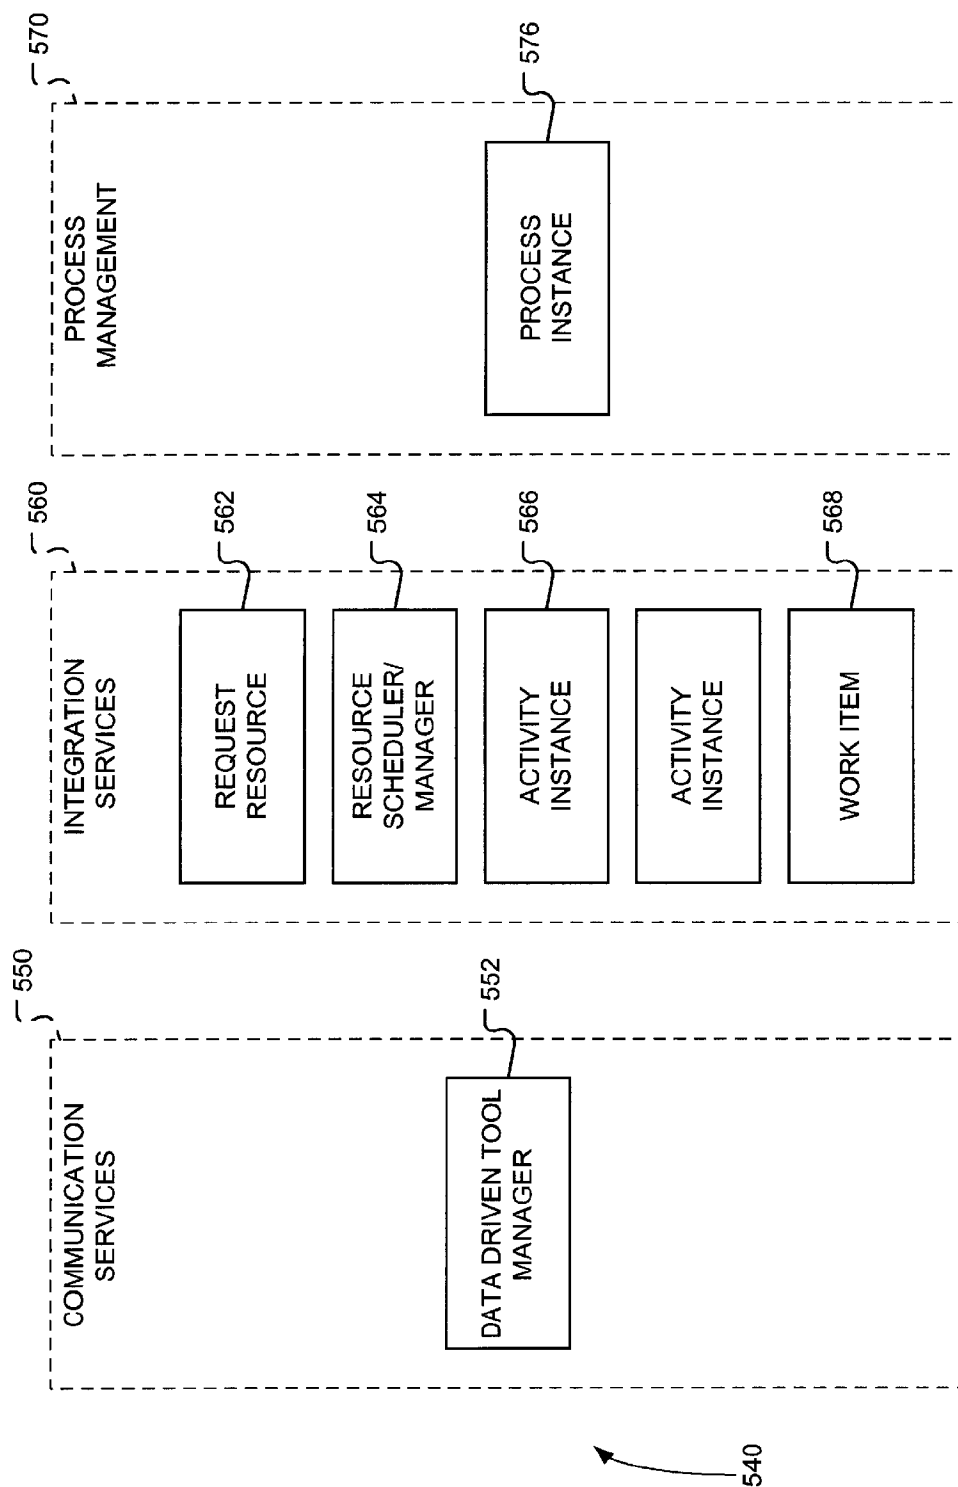 540
COMMUNICATION
SERVICES
550
DATA DRIVEN TOOL
MANAGER
552
INTEGRATION
SERVICES
560
REQUEST
RESOURCE
562
RESOURCE
SCHEDULER/
MANAGER
564
ACTIVITY
INSTANCE
566
ACTIVITY
INSTANCE
WORK ITEM
568
PROCESS
MANAGEMENT
570
PROCESS
INSTANCE
576